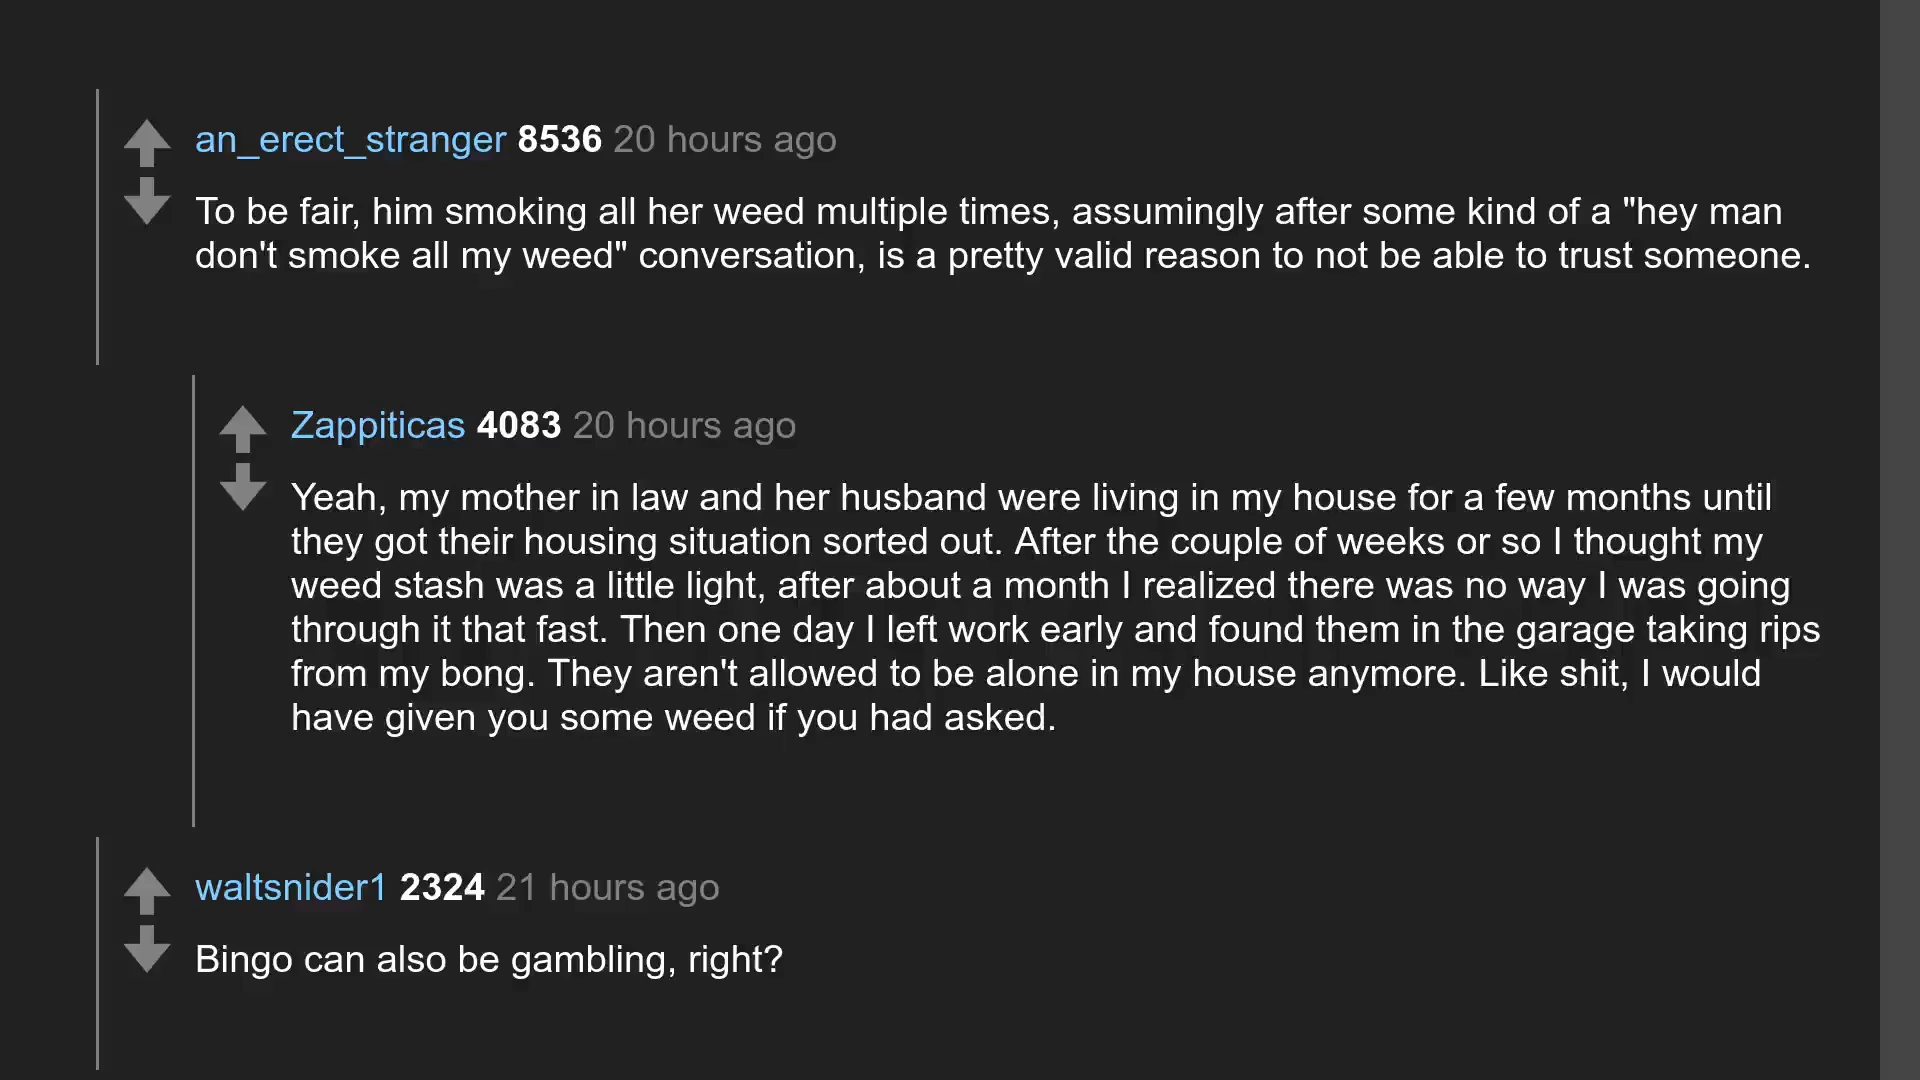 an_erect_stranger 8536 20 hours ago
To be fair, him smoking all her weed multiple times, assumingly after some kind of a "hey man
don't smoke all my weed" conversation, is a pretty valid reason to not be able to trust someone.
Zappiticas 4083 20 hours ago
Yeah, my mother in law and her husband were living in my house for a few months until
they got their housing situation sorted out. After the couple of weeks or so I thought my
weed stash was a little light, after about a month I realized there was no way I was going
through it that fast. Then one day I left work early and found them in the garage taking rips
from my bong. They aren't allowed to be alone in my house anymore. Like shit, I would
have given you some weed if you had asked.
waltsnider1 2324 21 hours ago
Bingo can also be gambling, right?